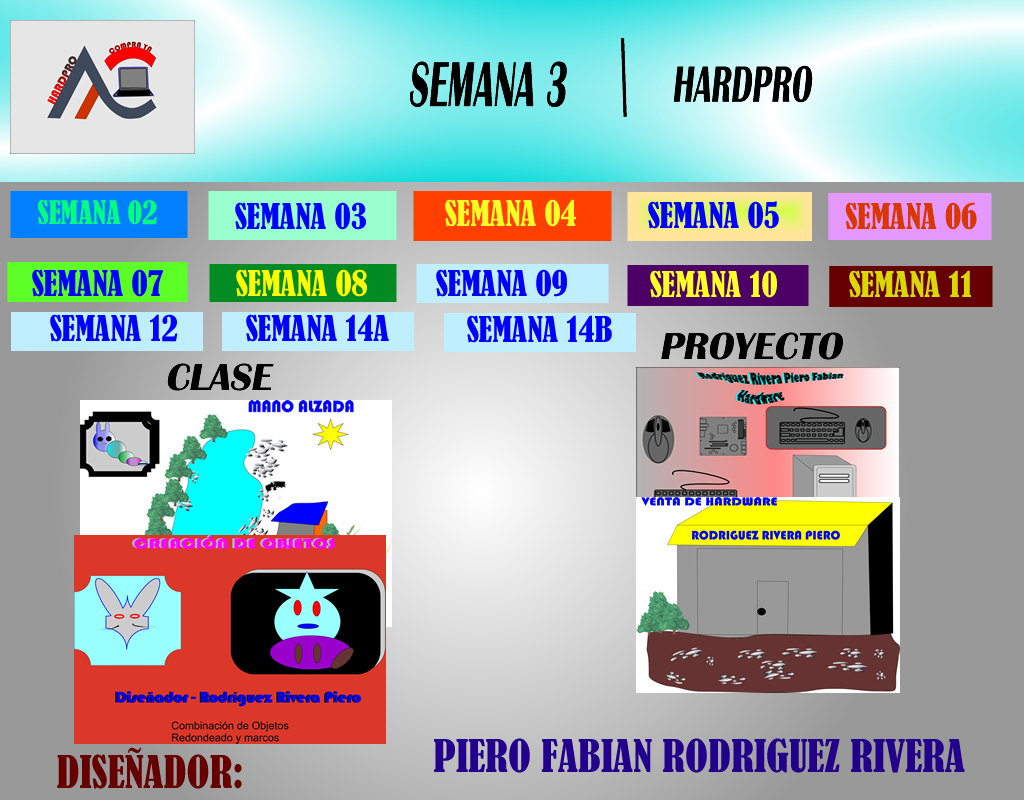 HARDPRO
COMPRA YA
SEMANA 3
HARDPRO
SEMANA 02
SEMANA 03
SEMANA 04
SEMANA 05
SEMANA 06
SEMANA 07
SEMANA 08
SEMANA 09
SEMANA 10
SEMANA 11
SEMANA 12
SEMANA 14A
SEMANA 14B
CLASE
PROYECTO
MANO ALZADA
CREACIÓN DE OBJETOS
Diseñador - Rodríguez Rivera Piero
Combinación de Objetos
Redondeado y marcos
Rodriguez Rivera Piero Fabian
Hardware
VENTA DE HARDWARE
RODRIGUEZ RIVERA PIERO
DISEÑADOR:
PIERO FABIAN RODRIGUEZ RIVERA